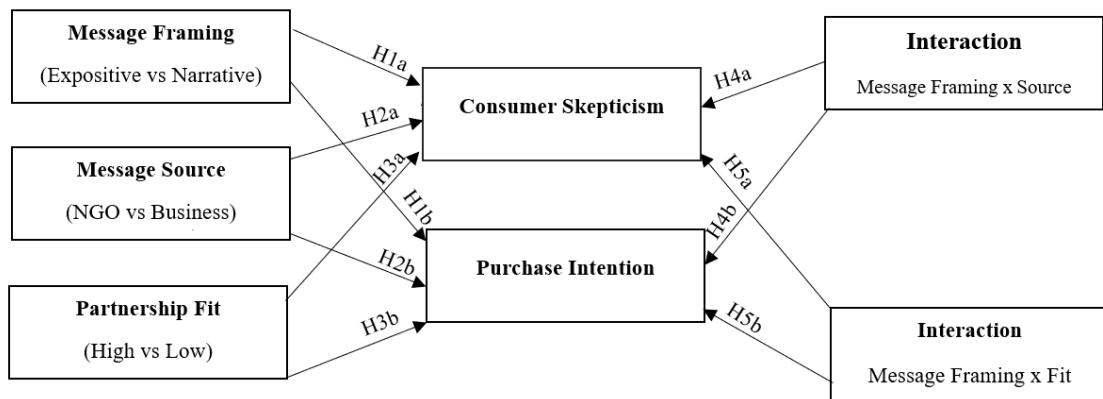 Message Framing
(Expositive vs Narrative)
Message Source
(NGO vs Business)
Partnership Fit
(High vs Low)
H1a
H2a
H3a
H1b
H2b
H3b
Consumer Skepticism
Purchase Intention
H4a
H5a
H4b
H5b
Interaction
Message Framing x Source
Interaction
Message Framing x Fit